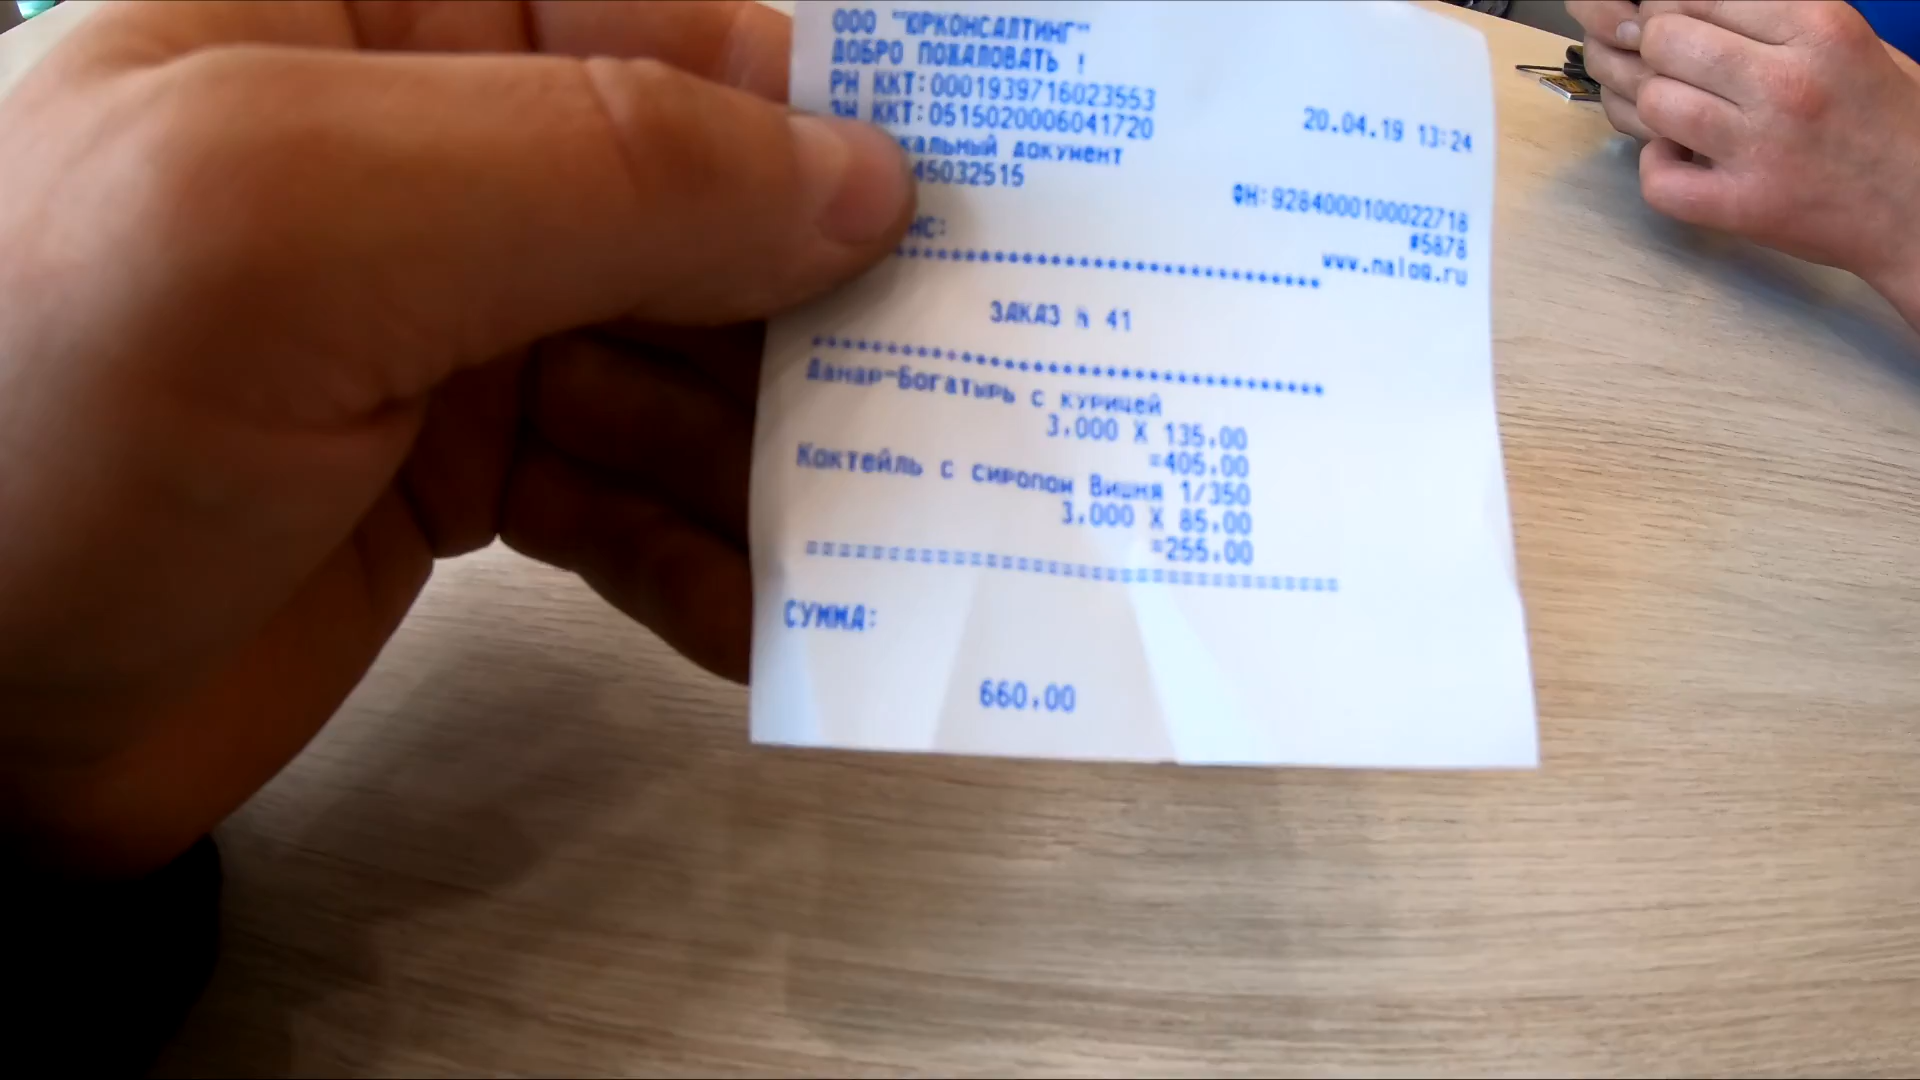 ООО "ЮРКОНСАЛТИНГ"
ДОБРО ПОЖАЛОВАТЬ !
РН ККТ:0001939716023553
ЗН ККТ:0515020006041720
20.04.19 13:24
кальный документ
45032515
ФН:9284000100022718
#5878
нс:
www.nalog.ru
ЗАКАЗ № 41
Данар-Богатырь с курицей
3.000 X 135.00
=405.00
Коктейль с сиропом Вишня 1/350
3.000 X 85.00
=255.00
СУММА:
660.00